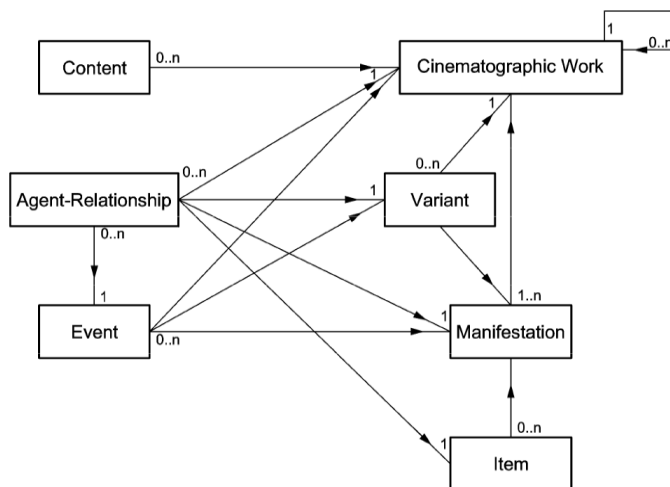 1
0..n
0..n
Content
1
Cinematographic Work
1
0..n
0..n
Agent-Relationship
1
Variant
0..n
1
1..n
Event
0..n
1
Manifestation
0..n
1
Item